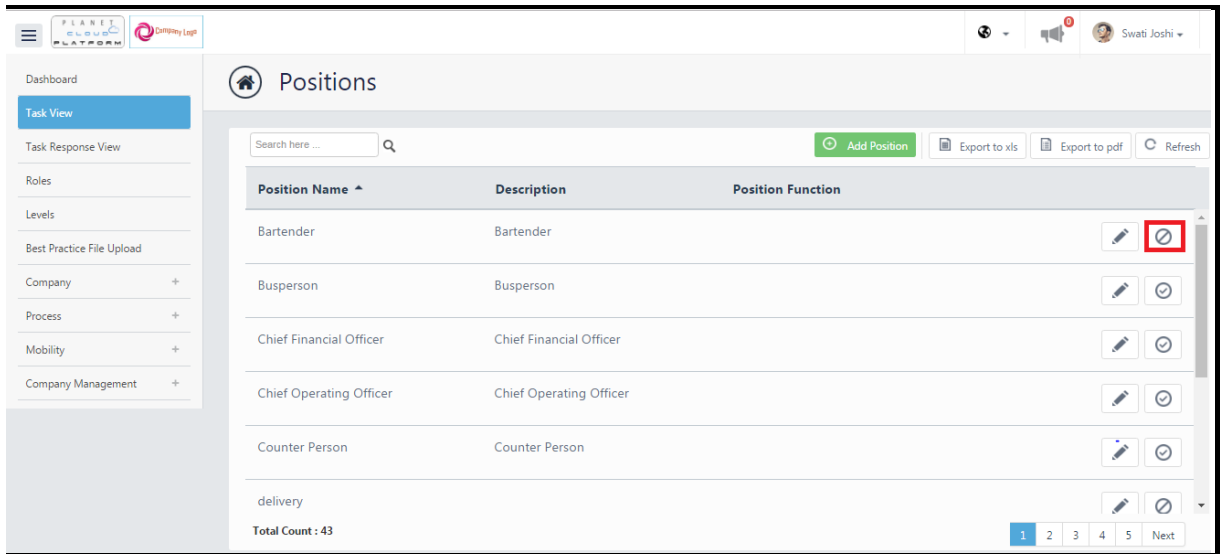 PLANET
CLOUD
PLATFORM
Company Logo
0
Swati Joshi
Dashboard
Positions
Task View
Task Response View
Search here ...
Add Position
Export to xls
Export to pdf
Refresh
Roles
Position Name
Description
Position Function
Levels
Bartender
Bartender
Best Practice File Upload
Company +
Busperson
Busperson
Process +
Chief Financial Officer
Chief Financial Officer
Mobility +
Company Management +
Chief Operating Officer
Chief Operating Officer
Counter Person
Counter Person
delivery
Total Count : 43
1 2 3 4 5 Next